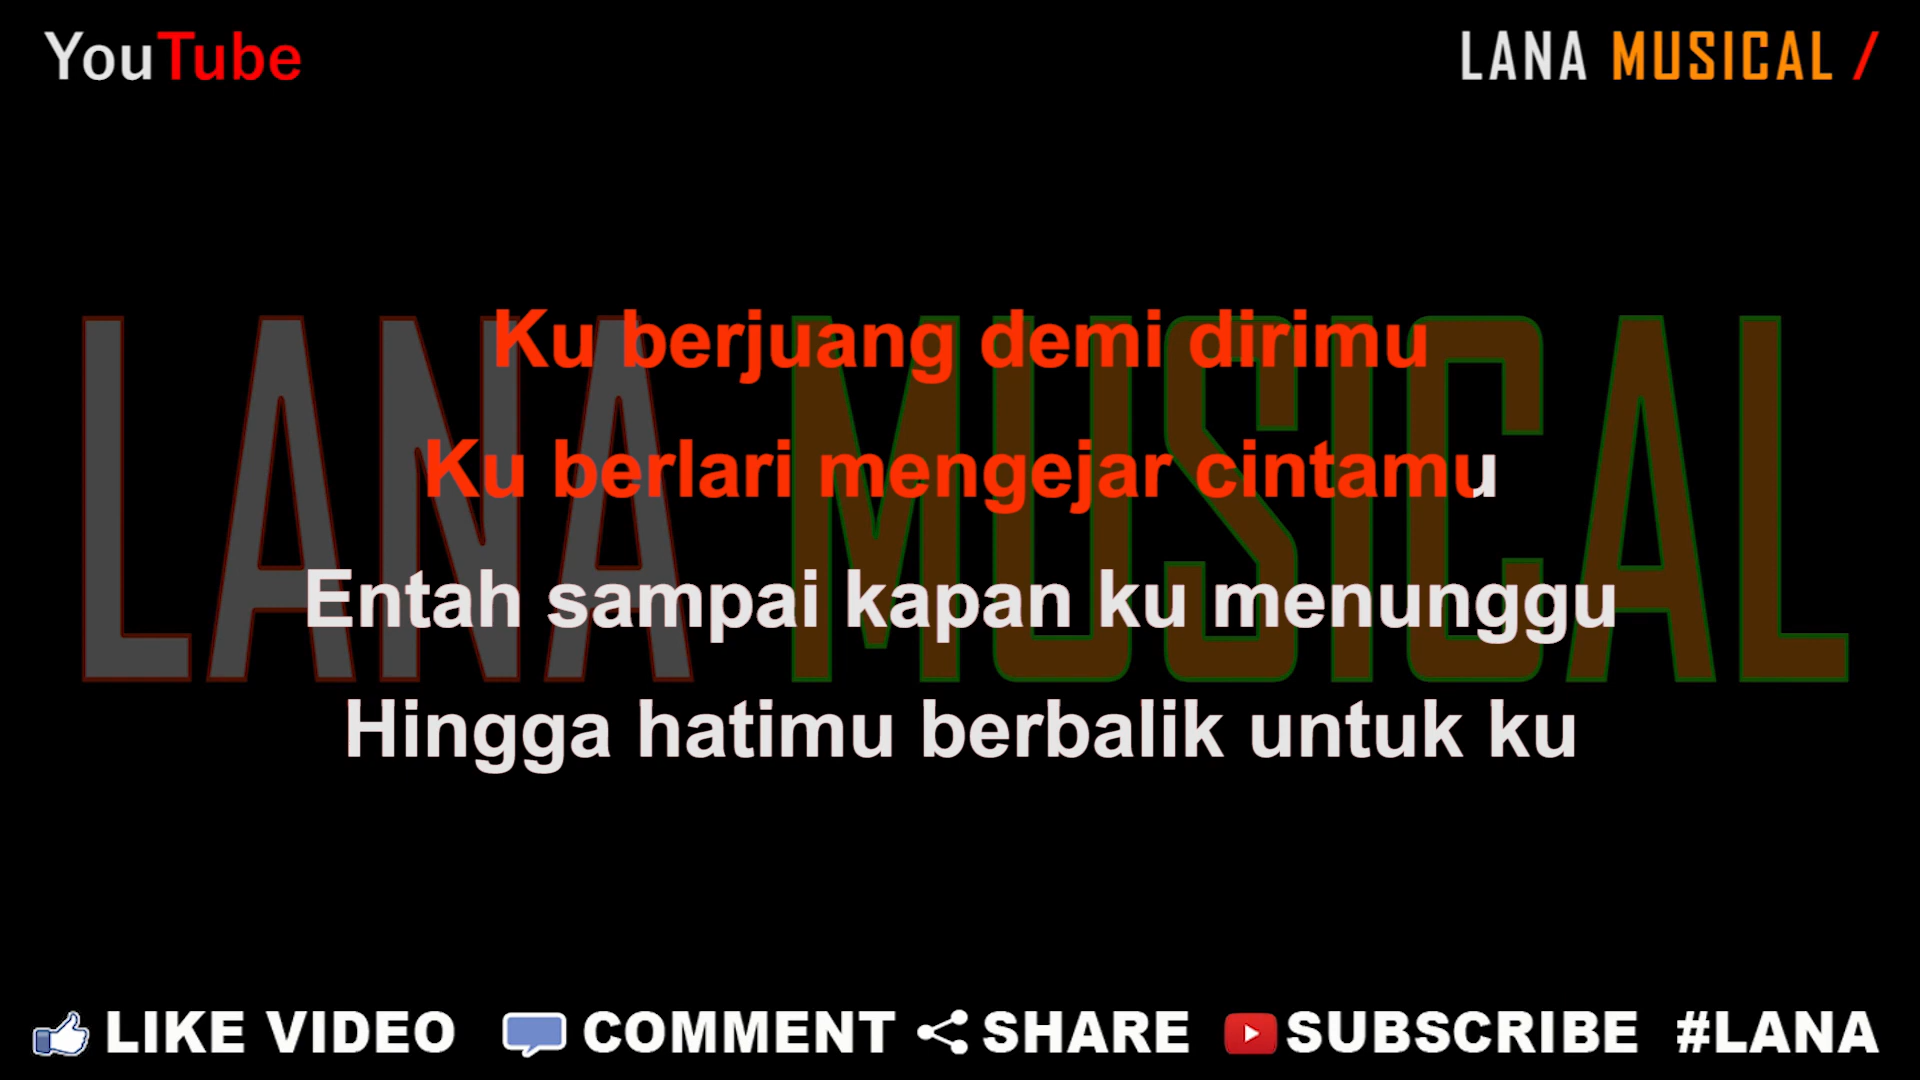 YouTube
LANA MUSICAL /
LANA MUSICAL
Ku berjuang demi dirimu
Ku berlari mengejar cintamu
Entah sampai kapan ku menunggu
Hingga hatimu berbalik untuk ku
LIKE VIDEO COMMENT SHARE SUBSCRIBE #LANA